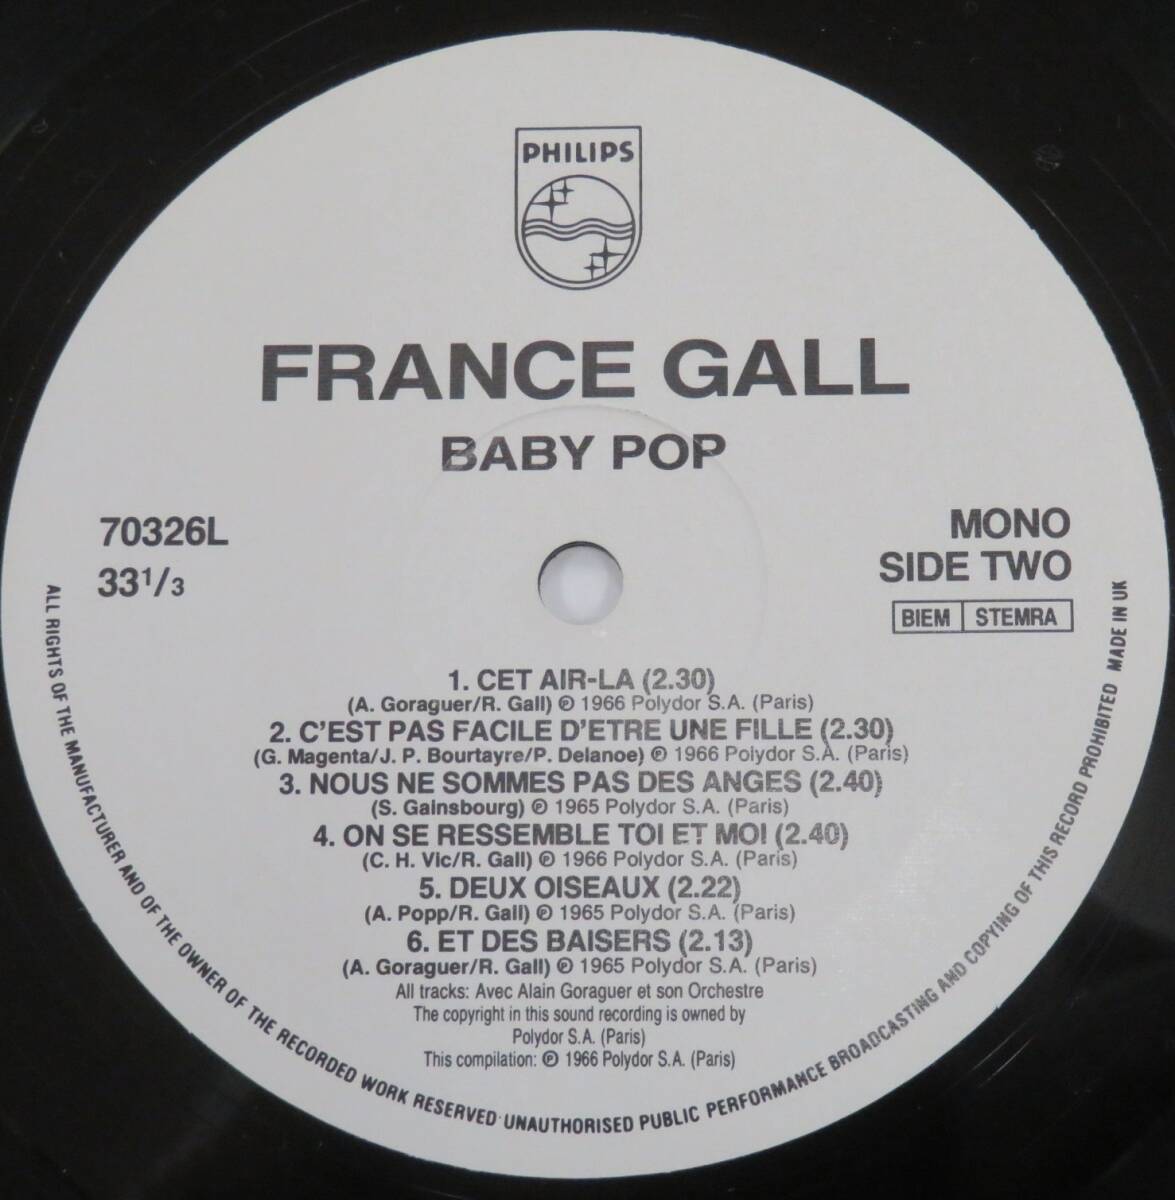 PHILIPS
FRANCE GALL
BABY POP
70326L
33 1/3
MONO
SIDE TWO
BIEM STEMRA
1. CET AIR-LA (2.30)
(A. Goraguer/R. Gall) ℗ 1966 Polydor S.A. (Paris)
2. C'EST PAS FACILE D'ETRE UNE FILLE (2.30)
(G. Magenta/J. P. Bourtayre/P. Delanoe) ℗ 1966 Polydor S.A. (Paris)
3. NOUS NE SOMMES PAS DES ANGES (2.40)
(S. Gainsbourg) ℗ 1965 Polydor S.A. (Paris)
4. ON SE RESSEMBLE TOI ET MOI (2.40)
(C. H. Vic/R. Gall) ℗ 1966 Polydor S.A. (Paris)
5. DEUX OISEAUX (2.22)
(A. Popp/R. Gall) ℗ 1965 Polydor S.A. (Paris)
6. ET DES BAISERS (2.13)
(A. Goraguer/R. Gall) ℗ 1965 Polydor S.A. (Paris)
All tracks: Avec Alain Goraguer et son Orchestre
The copyright in this sound recording is owned by
Polydor S.A. (Paris)
This compilation: ℗ 1966 Polydor S.A. (Paris)
ALL RIGHTS OF THE MANUFACTURER AND OF THE OWNER OF THE RECORDED WORK RESERVED · UNAUTHORISED PUBLIC PERFORMANCE BROADCASTING AND COPYING OF THIS RECORD PROHIBITED MADE IN UK